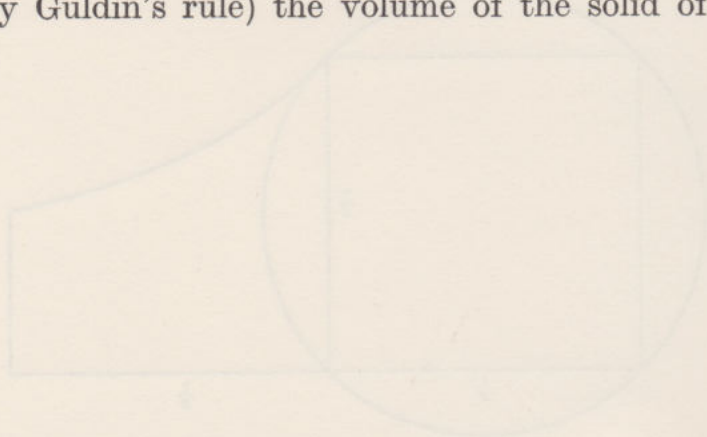 y Guldin's rule) the volume of the solid of